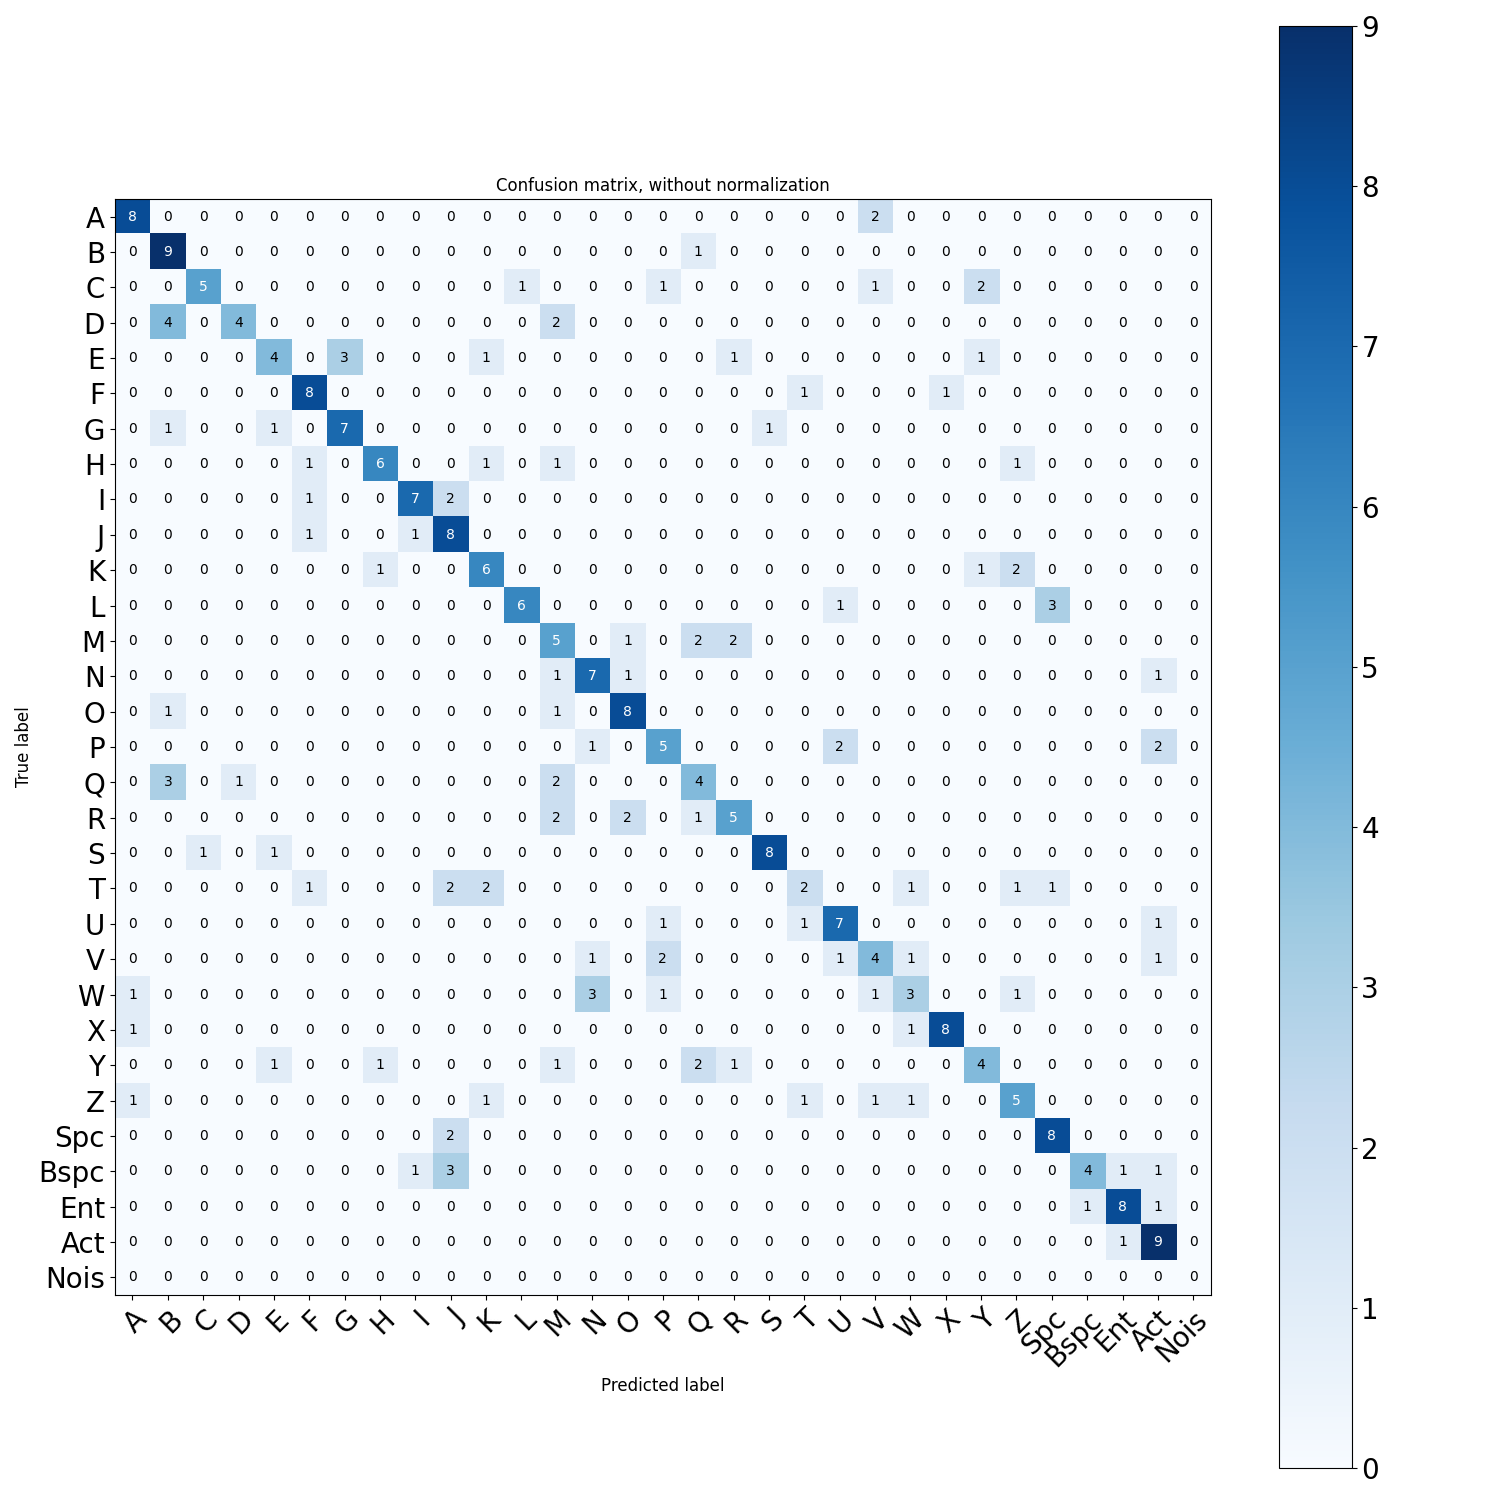 Confusion matrix, without normalization
A 8 0 0 0 0 0 0 0 0 0 0 0 0 0 0 0 0 0 0 0 0 2 0 0 0 0 0 0 0 0 0
B 0 9 0 0 0 0 0 0 0 0 0 0 0 0 0 0 1 0 0 0 0 0 0 0 0 0 0 0 0 0 0
C 0 0 5 0 0 0 0 0 0 0 0 1 0 0 0 1 0 0 0 0 0 1 0 0 2 0 0 0 0 0 0
D 0 4 0 4 0 0 0 0 0 0 0 0 2 0 0 0 0 0 0 0 0 0 0 0 0 0 0 0 0 0 0
E 0 0 0 0 4 0 3 0 0 0 1 0 0 0 0 0 0 1 0 0 0 0 0 0 1 0 0 0 0 0 0
F 0 0 0 0 0 8 0 0 0 0 0 0 0 0 0 0 0 0 0 1 0 0 0 1 0 0 0 0 0 0 0
G 0 1 0 0 1 0 7 0 0 0 0 0 0 0 0 0 0 0 1 0 0 0 0 0 0 0 0 0 0 0 0
H 0 0 0 0 0 1 0 6 0 0 1 0 1 0 0 0 0 0 0 0 0 0 0 0 0 1 0 0 0 0 0
I 0 0 0 0 0 1 0 0 7 2 0 0 0 0 0 0 0 0 0 0 0 0 0 0 0 0 0 0 0 0 0
J 0 0 0 0 0 1 0 0 1 8 0 0 0 0 0 0 0 0 0 0 0 0 0 0 0 0 0 0 0 0 0
K 0 0 0 0 0 0 0 1 0 0 6 0 0 0 0 0 0 0 0 0 0 0 0 0 1 2 0 0 0 0 0
L 0 0 0 0 0 0 0 0 0 0 0 6 0 0 0 0 0 0 0 0 1 0 0 0 0 0 3 0 0 0 0
M 0 0 0 0 0 0 0 0 0 0 0 0 5 0 1 0 2 2 0 0 0 0 0 0 0 0 0 0 0 0 0
N 0 0 0 0 0 0 0 0 0 0 0 0 1 7 1 0 0 0 0 0 0 0 0 0 0 0 0 0 0 1 0
O 0 1 0 0 0 0 0 0 0 0 0 0 1 0 8 0 0 0 0 0 0 0 0 0 0 0 0 0 0 0 0
P 0 0 0 0 0 0 0 0 0 0 0 0 0 1 0 5 0 0 0 0 2 0 0 0 0 0 0 0 0 2 0
Q 0 3 0 1 0 0 0 0 0 0 0 0 2 0 0 0 4 0 0 0 0 0 0 0 0 0 0 0 0 0 0
R 0 0 0 0 0 0 0 0 0 0 0 0 2 0 2 0 1 5 0 0 0 0 0 0 0 0 0 0 0 0 0
S 0 0 1 0 1 0 0 0 0 0 0 0 0 0 0 0 0 0 8 0 0 0 0 0 0 0 0 0 0 0 0
T 0 0 0 0 0 1 0 0 0 2 2 0 0 0 0 0 0 0 0 2 0 0 1 0 0 1 1 0 0 0 0
U 0 0 0 0 0 0 0 0 0 0 0 0 0 0 0 1 0 0 0 1 7 0 0 0 0 0 0 0 0 1 0
V 0 0 0 0 0 0 0 0 0 0 0 0 0 1 0 2 0 0 0 0 1 4 1 0 0 0 0 0 0 1 0
W 1 0 0 0 0 0 0 0 0 0 0 0 0 3 0 1 0 0 0 0 0 1 3 0 0 1 0 0 0 0 0
X 1 0 0 0 0 0 0 0 0 0 0 0 0 0 0 0 0 0 0 0 0 0 1 8 0 0 0 0 0 0 0
Y 0 0 0 0 1 0 0 1 0 0 0 0 1 0 0 0 2 1 0 0 0 0 0 0 4 0 0 0 0 0 0
Z 1 0 0 0 0 0 0 0 0 0 1 0 0 0 0 0 0 0 0 1 0 1 1 0 0 5 0 0 0 0 0
Spc 0 0 0 0 0 0 0 0 0 2 0 0 0 0 0 0 0 0 0 0 0 0 0 0 0 0 8 0 0 0 0
Bspc 0 0 0 0 0 0 0 0 1 3 0 0 0 0 0 0 0 0 0 0 0 0 0 0 0 0 0 4 1 1 0
Ent 0 0 0 0 0 0 0 0 0 0 0 0 0 0 0 0 0 0 0 0 0 0 0 0 0 0 0 1 8 1 0
Act 0 0 0 0 0 0 0 0 0 0 0 0 0 0 0 0 0 0 0 0 0 0 0 0 0 0 0 0 1 9 0
Nois 0 0 0 0 0 0 0 0 0 0 0 0 0 0 0 0 0 0 0 0 0 0 0 0 0 0 0 0 0 0 0
A B C D E F G H I J K L M N O P Q R S T U V W X Y Z Spc Bspc Ent Act Nois
Predicted label
True label
9
8
7
6
5
4
3
2
1
0